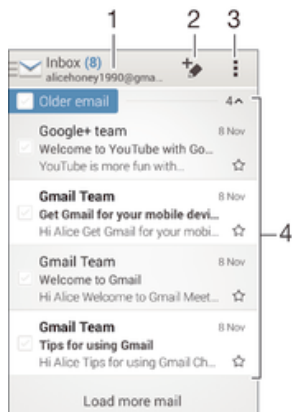 1 2 3
Inbox (8)
alicehoney1990@gma...
Older email 4
Google+ team 8 Nov
Welcome to YouTube with Go...
YouTube is more fun with...
Gmail Team 8 Nov
Get Gmail for your mobile devi...
Hi Alice Get Gmail for your mobi...
4
Gmail Team 8 Nov
Welcome to Gmail
Hi Alice Welcome to Gmail Meet...
Gmail Team 8 Nov
Tips for using Gmail
Hi Alice Tips for using Gmail Ch...
Load more mail